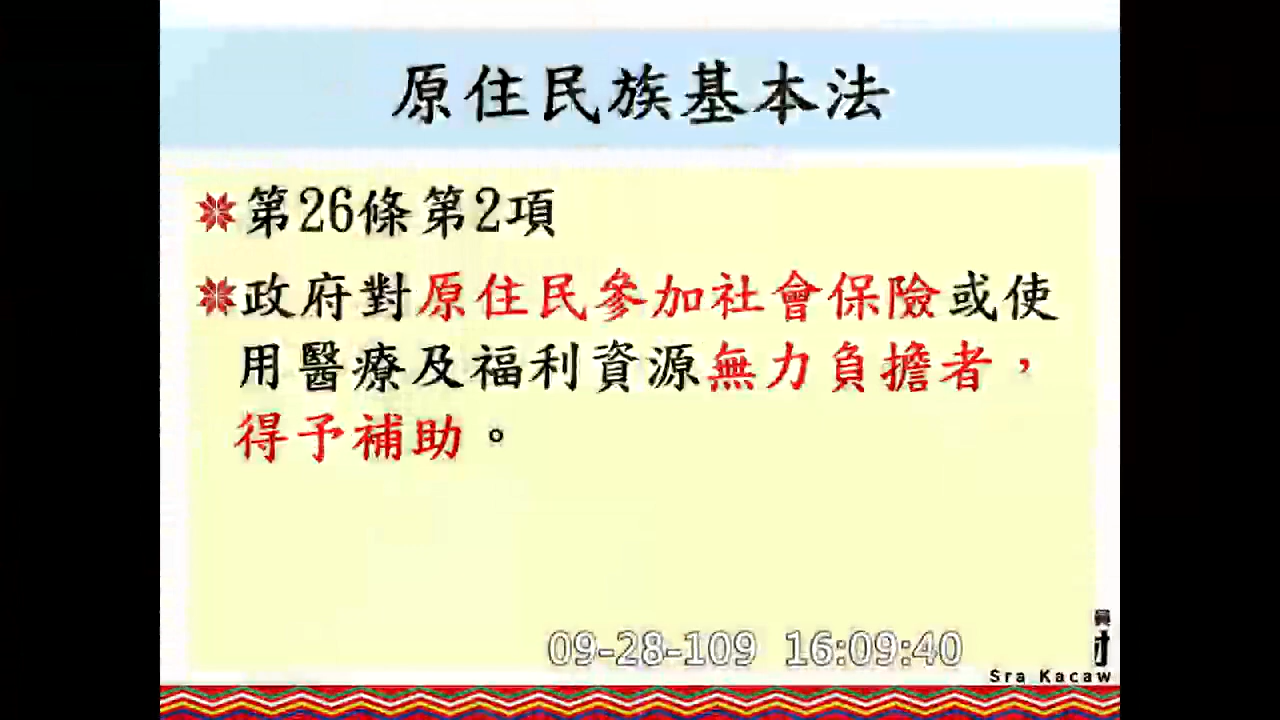 原住民族基本法
第26條第2項
政府對原住民參加社會保險或使
用醫療及福利資源無力負擔者，
得予補助。
09-28-109 16:09:40
員
Sra Kacaw